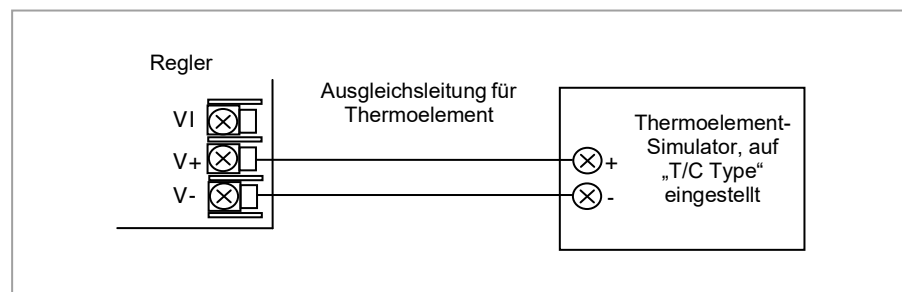 Regler
VI
V+
V-
Ausgleichsleitung für
Thermoelement
+
-
Thermoelement-
Simulator, auf
„T/C Type“
eingestellt